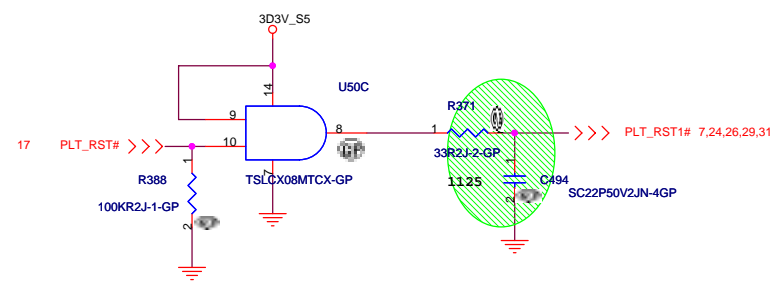 3D3V_S5
14
U50C
9
8
17 PLT_RST#
10
7
TSLCX08MTCX-GP
1
R388
100KR2J-1-GP
2
R371
1
33R2J-2-GP
PLT_RST1# 7,24,26,29,31
1125
1
C494
2
SC22P50V2JN-4GP